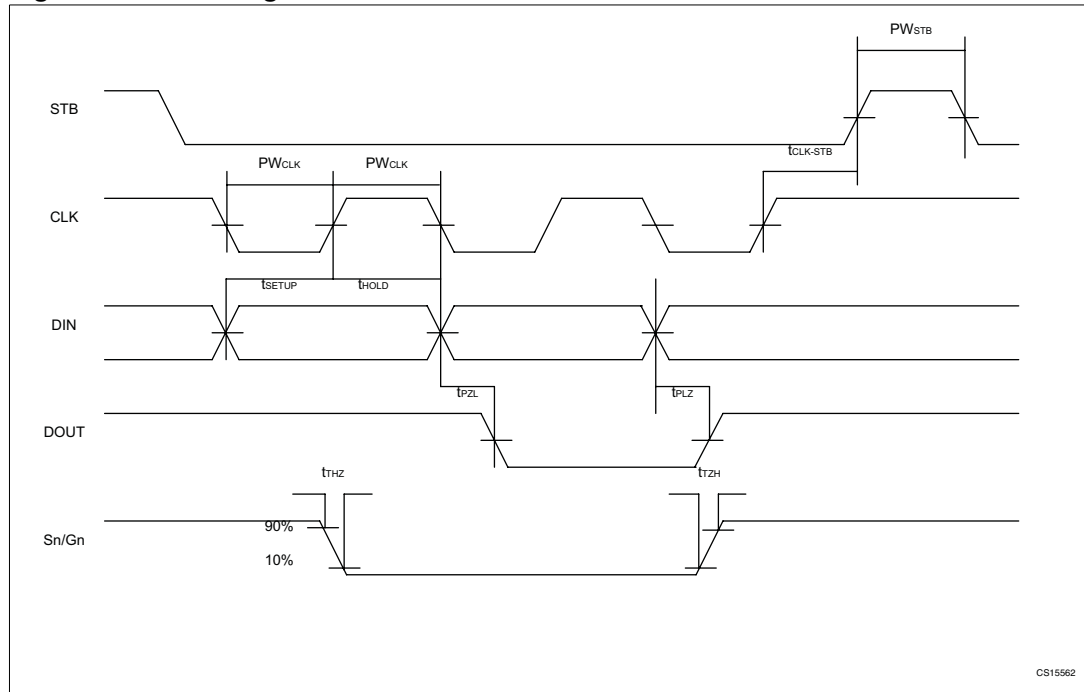 PWSTB
STB
tCLK-STB
PWCLK PWCLK
CLK
tSETUP tHOLD
DIN
tPZL tPLZ
DOUT
tTHZ tTZH
90%
Sn/Gn
10%
CS15562